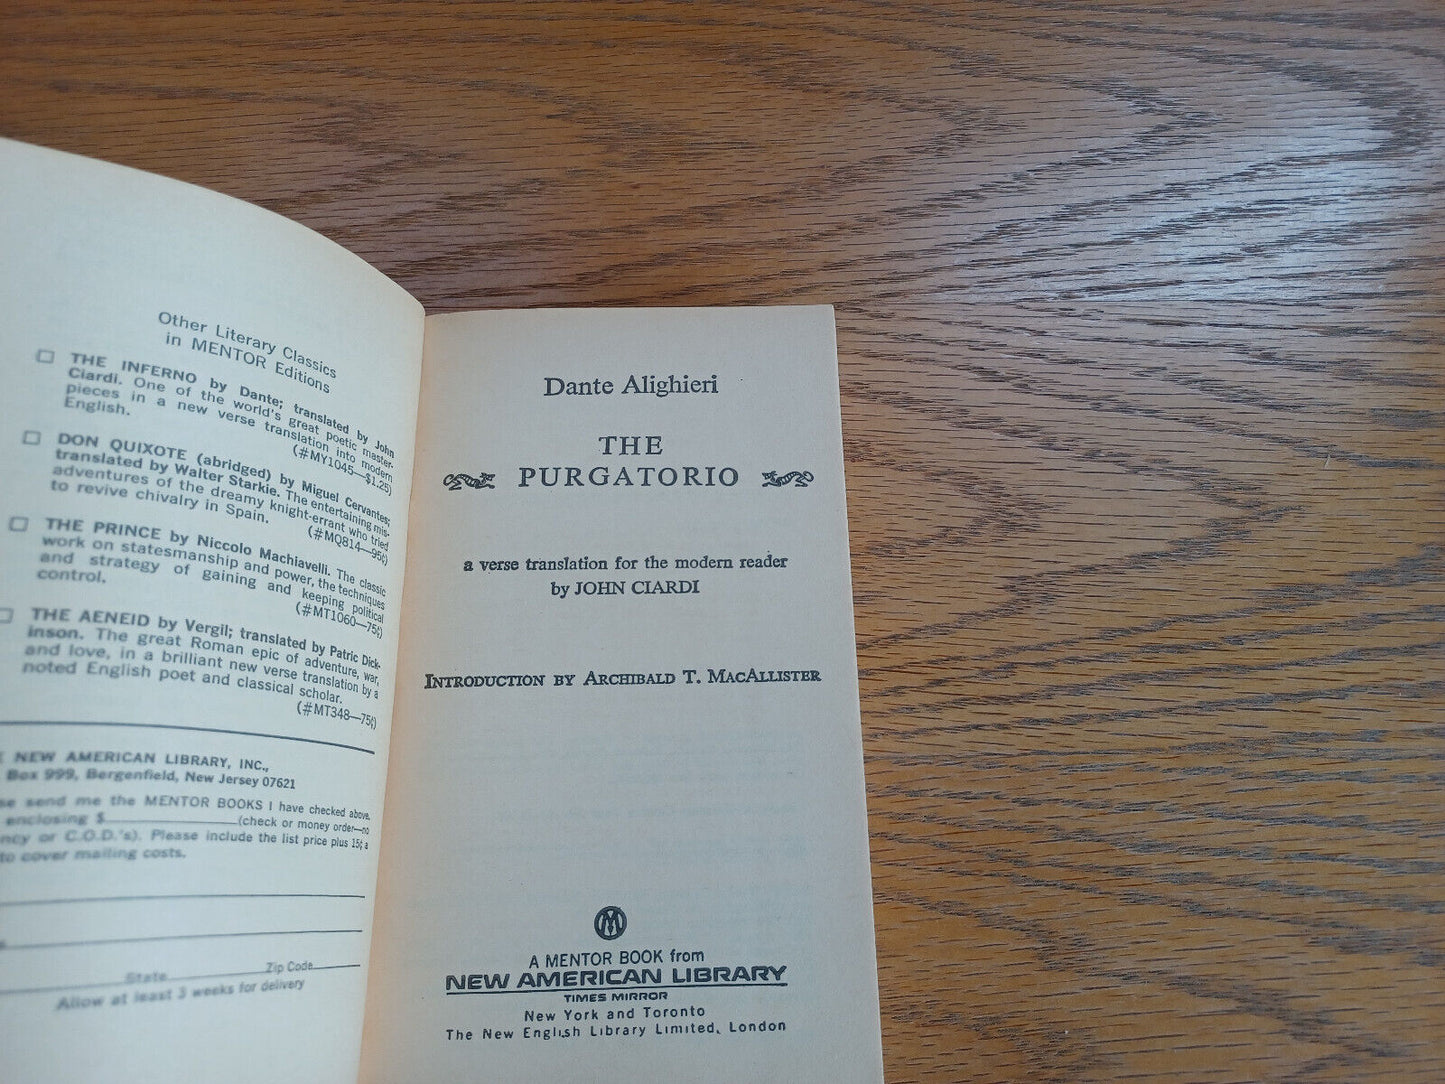 Other Literary Classics
in MENTOR Editions
THE INFERNO by Dante; translated by John
Ciardi. One of the world's great poetic master-
pieces in a new verse translation into modern
English.
(#MY1045—$1.25)
DON QUIXOTE (abridged) by Miguel Cervantes;
translated by Walter Starkie. The entertaining mis-
adventures of the dreamy knight-errant who tried
to revive chivalry in Spain.
(#MQ814—95¢)
THE PRINCE by Niccolo Machiavelli. The classic
work on statesmanship and power, the techniques
and strategy of gaining and keeping political
control.
(#MT1060—75¢)
THE AENEID by Vergil; translated by Patric Dick-
inson. The great Roman epic of adventure, war,
and love, in a brilliant new verse translation by a
noted English poet and classical scholar.
(#MT348—75¢)
NEW AMERICAN LIBRARY, INC.,
Box 999, Bergenfield, New Jersey 07621
send me the MENTOR BOOKS I have checked above.
enclosing $ (check or money order—no
or C.O.D.'s). Please include the list price plus 15¢ a
to cover mailing costs.
State Zip Code
Allow at least 3 weeks for delivery
Dante Alighieri
THE
PURGATORIO
a verse translation for the modern reader
by JOHN CIARDI
INTRODUCTION BY ARCHIBALD T. MACALLISTER
M
A MENTOR BOOK from
NEW AMERICAN LIBRARY
TIMES MIRROR
New York and Toronto
The New English Library Limited, London